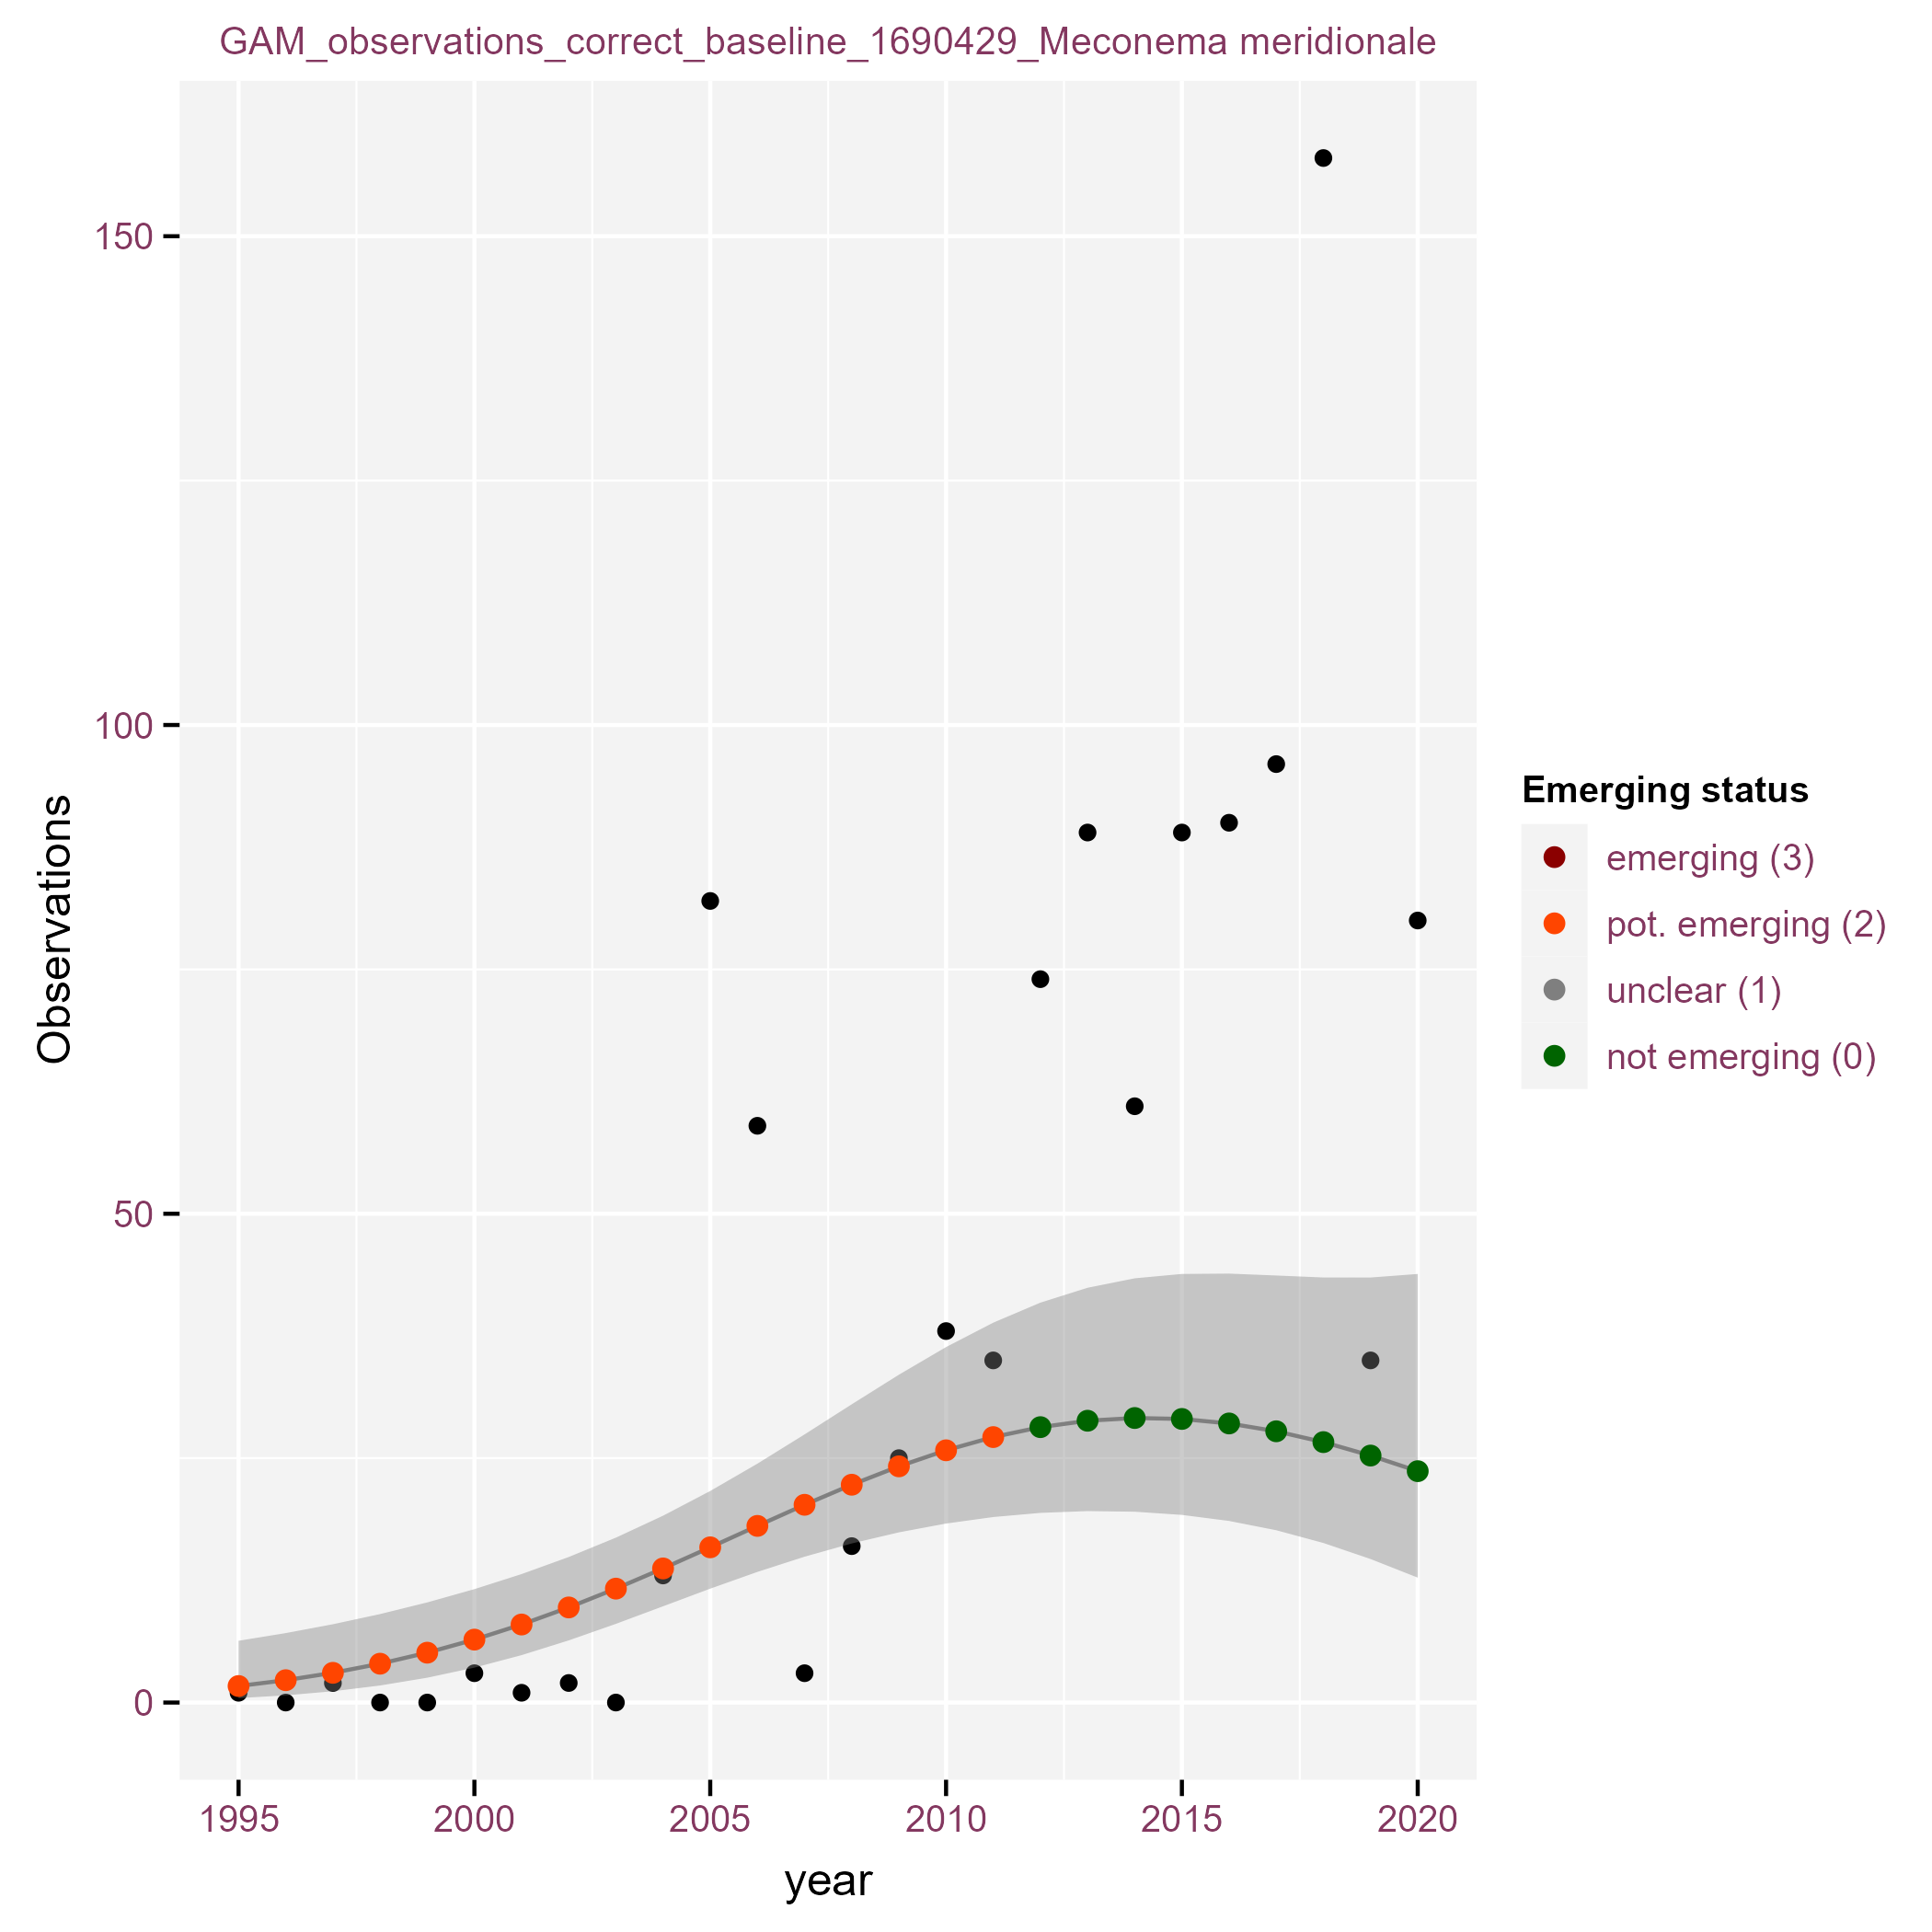 GAM_observations_correct_baseline_1690429_Meconema meridionale
150
100
50
0
Observations
1995 2000 2005 2010 2015 2020
year
Emerging status
emerging (3)
pot. emerging (2)
unclear (1)
not emerging (0)